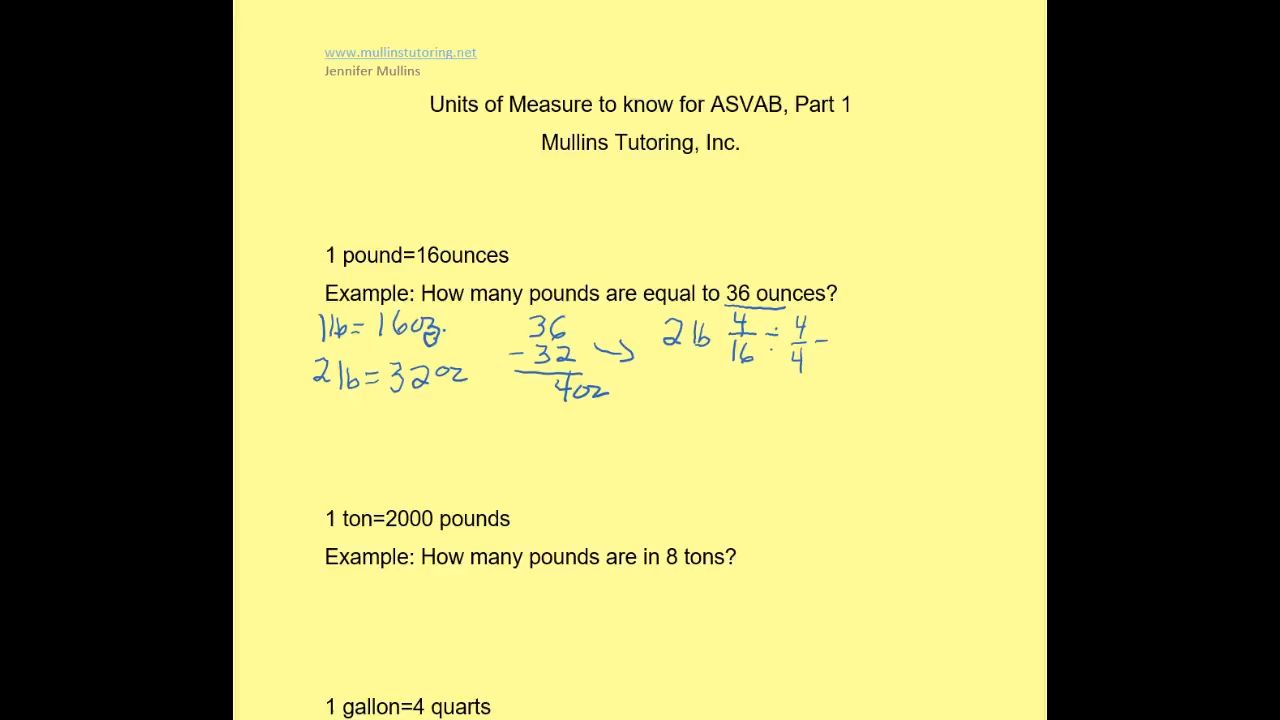 www.mullinstutoring.net
Jennifer Mullins
Units of Measure to know for ASVAB, Part 1
Mullins Tutoring, Inc.
1 pound=16ounces
Example: How many pounds are equal to 36 ounces?
1lb = 16oz.
2lb = 32oz
36
- 32
4oz
→ 2 lb 4/16 ÷ 4/4 -
1 ton=2000 pounds
Example: How many pounds are in 8 tons?
1 gallon=4 quarts